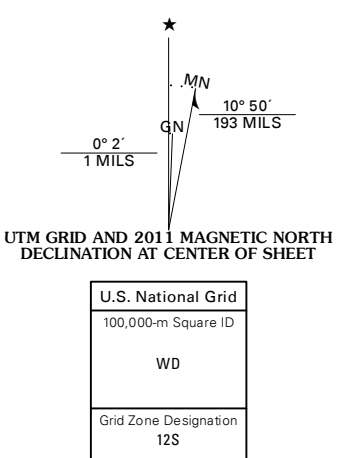 MN
10° 50´
193 MILS
GN
0° 2´
1 MILS
UTM GRID AND 2011 MAGNETIC NORTH
DECLINATION AT CENTER OF SHEET
U.S. National Grid
100,000-m Square ID
WD
Grid Zone Designation
12S